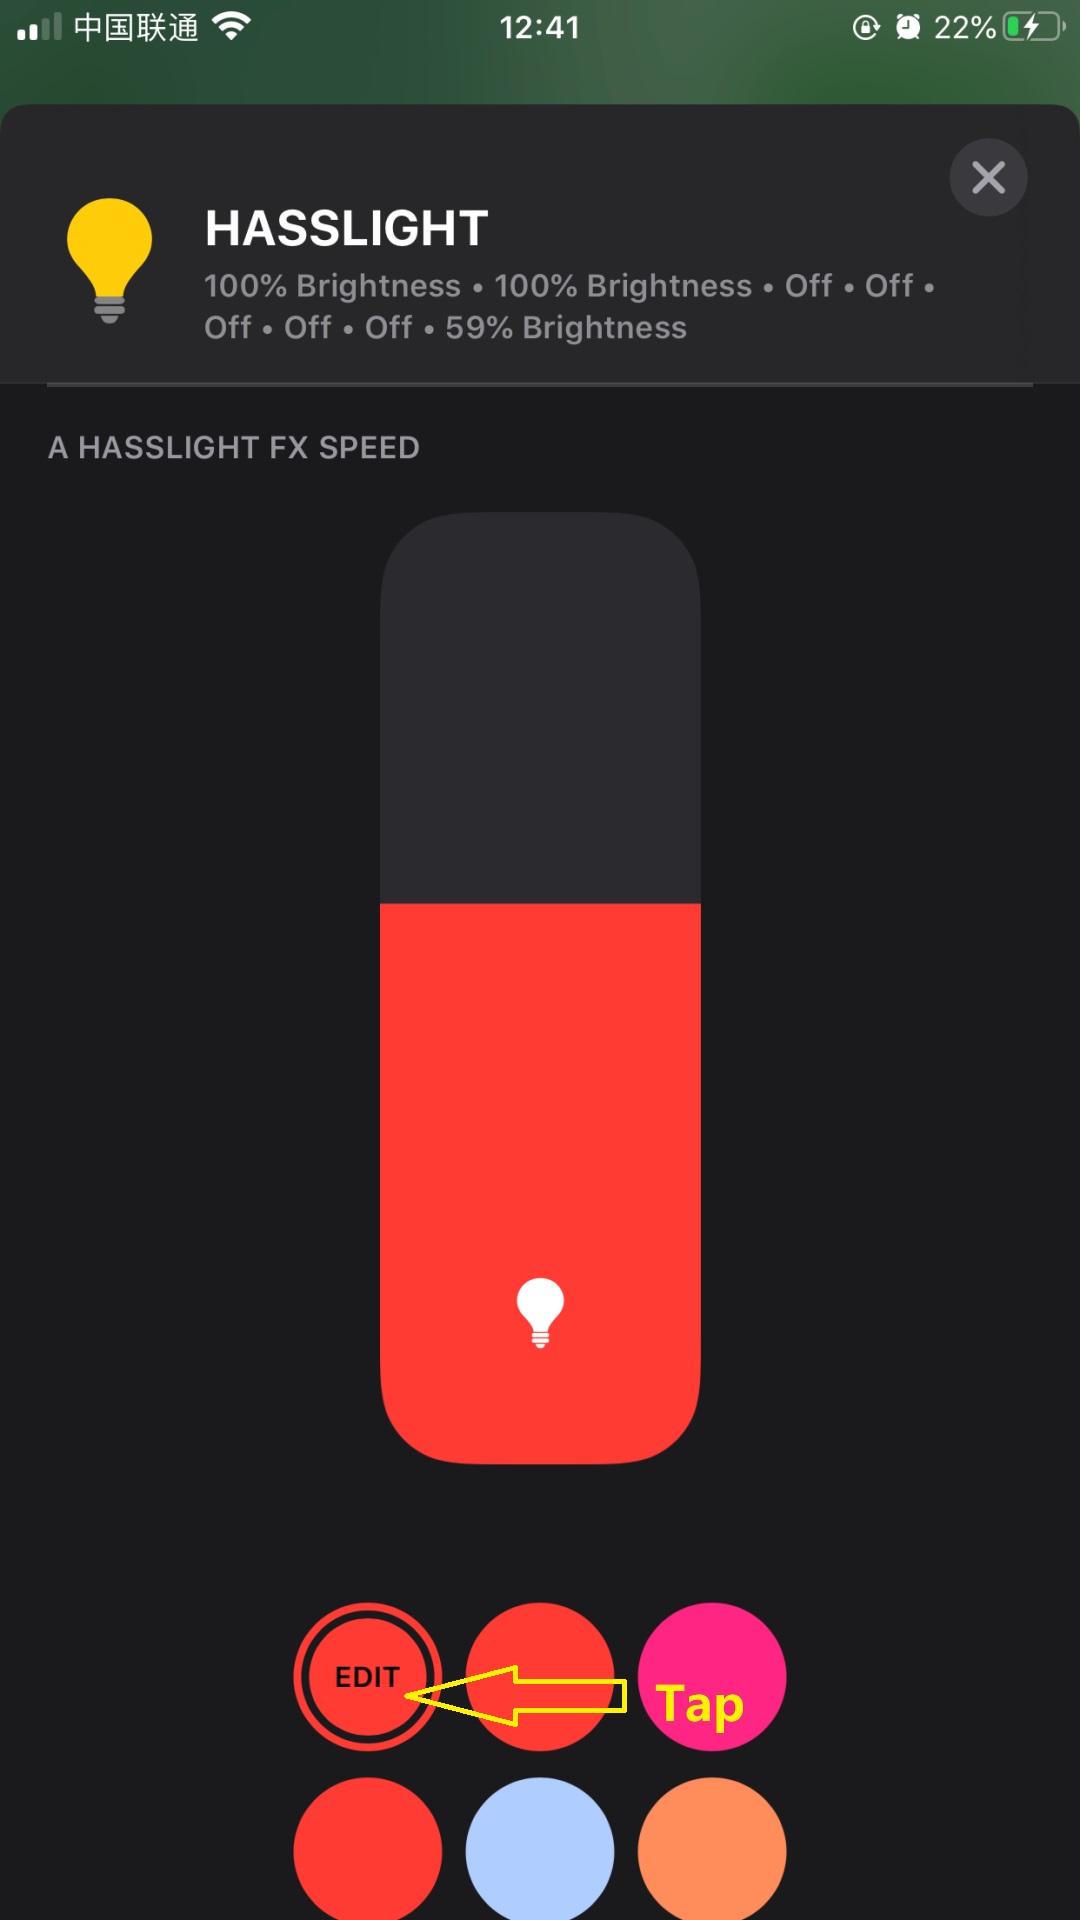 中国联通 12:41 22%
HASSLIGHT
100% Brightness • 100% Brightness • Off • Off •
Off • Off • Off • 59% Brightness
A HASSLIGHT FX SPEED
EDIT
Tap